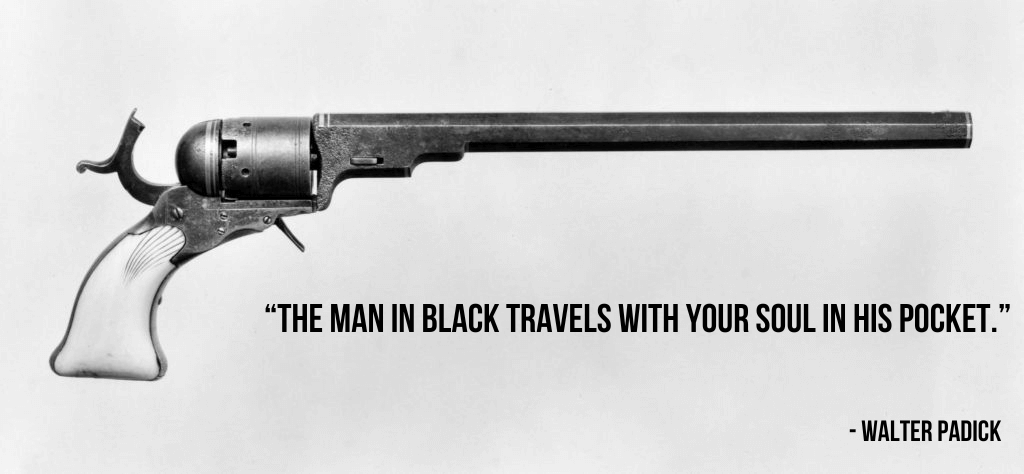 “THE MAN IN BLACK TRAVELS WITH YOUR SOUL IN HIS POCKET.”
- WALTER PADICK